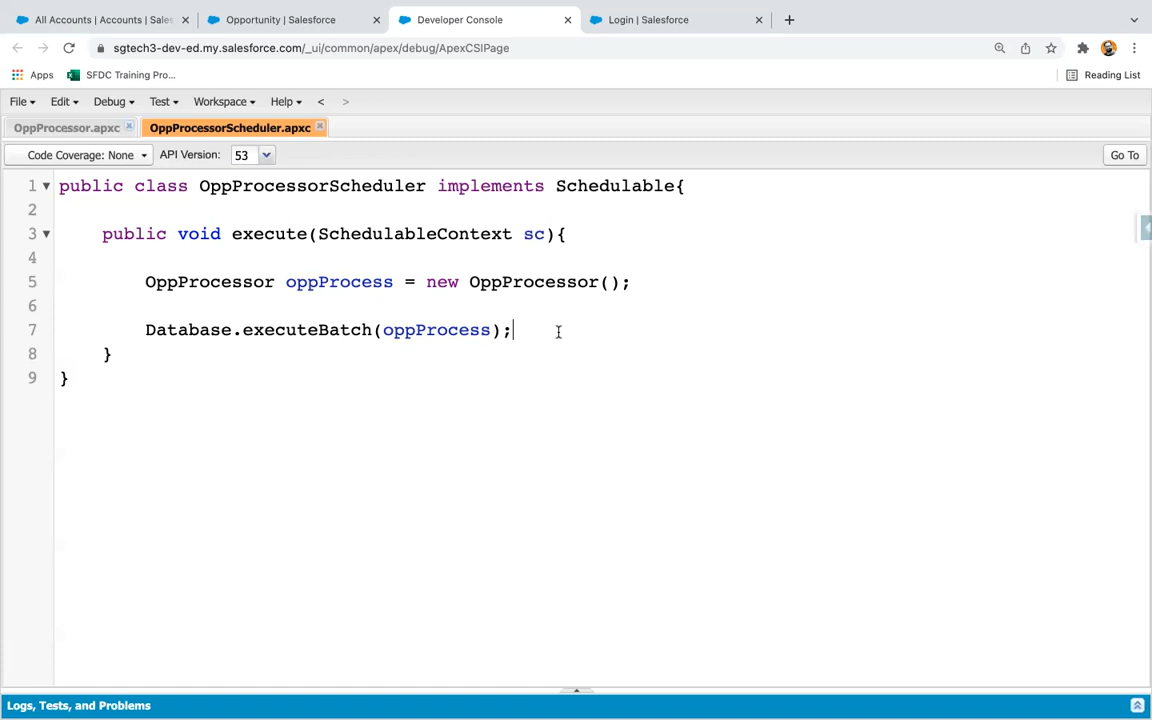 All Accounts | Accounts | Sales
Opportunity | Salesforce
Developer Console
Login | Salesforce
sgtech3-dev-ed.my.salesforce.com/_ui/common/apex/debug/ApexCSIPage
Apps
SFDC Training Pro...
Reading List
File
Edit
Debug
Test
Workspace
Help
<
>
OppProcessor.apxc
OppProcessorScheduler.apxc
Code Coverage: None
API Version:
53
Go To
1 public class OppProcessorScheduler implements Schedulable{
2
3 public void execute(SchedulableContext sc){
4
5 OppProcessor oppProcess = new OppProcessor();
6
7 Database.executeBatch(oppProcess);
8 }
9 }
Logs, Tests, and Problems